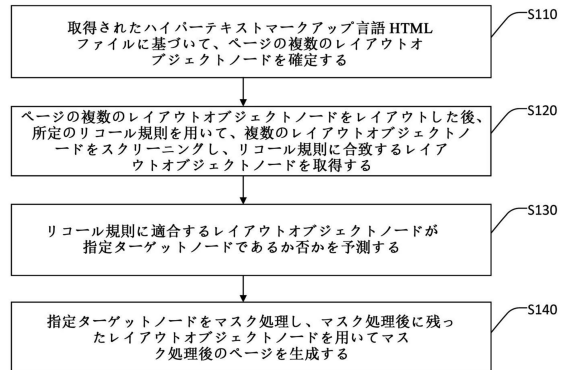 取得されたハイパーテキストマークアップ言語 HTML
ファイルに基づいて、ページの複数のレイアウトオ
ブジェクトノードを確定する
S110
ページの複数のレイアウトオブジェクトノードをレイアウトした後、
所定のリコール規則を用いて、複数のレイアウトオブジェクトノ
ードをスクリーニングし、リコール規則に合致するレイア
ウトオブジェクトノードを取得する
S120
リコール規則に適合するレイアウトオブジェクトノードが
指定ターゲットノードであるか否かを予測する
S130
指定ターゲットノードをマスク処理し、マスク処理後に残っ
たレイアウトオブジェクトノードを用いてマス
ク処理後のページを生成する
S140